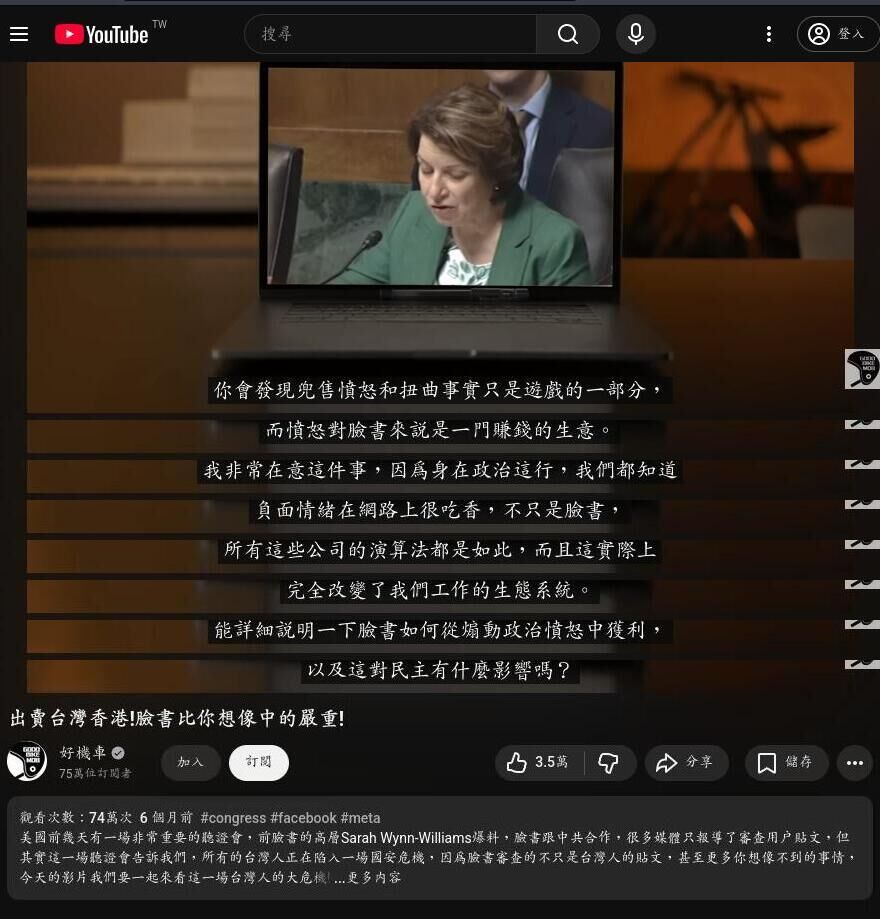 YouTube TW
搜尋
登入
你會發現兜售憤怒和扭曲事實只是遊戲的一部分，
而憤怒對臉書來說是一門賺錢的生意。
我非常在意這件事，因為身在政治這行，我們都知道
負面情緒在網路上很吃香，不只是臉書，
所有這些公司的演算法都是如此，而且這實際上
完全改變了我們工作的生態系統。
能詳細說明一下臉書如何從煽動政治憤怒中獲利，
以及這對民主有什麼影響嗎？
出賣台灣香港!臉書比你想像中的嚴重!
GOOD BIKE MOB
好機車
75萬位訂閱者
加入
訂閱
3.5萬
分享
儲存
觀看次數：74萬次 6 個月前 #congress #facebook #meta
美國前幾天有一場非常重要的聽證會，前臉書的高層Sarah Wynn-Williams爆料，臉書跟中共合作，很多媒體只報導了審查用户貼文，但
其實這一場聽證會告訴我們，所有的台灣人正在陷入一場國安危機，因為臉書審查的不只是台灣人的貼文，甚至更多你想像不到的事情，
今天的影片我們要一起來看這一場台灣人的大危機! ...更多內容